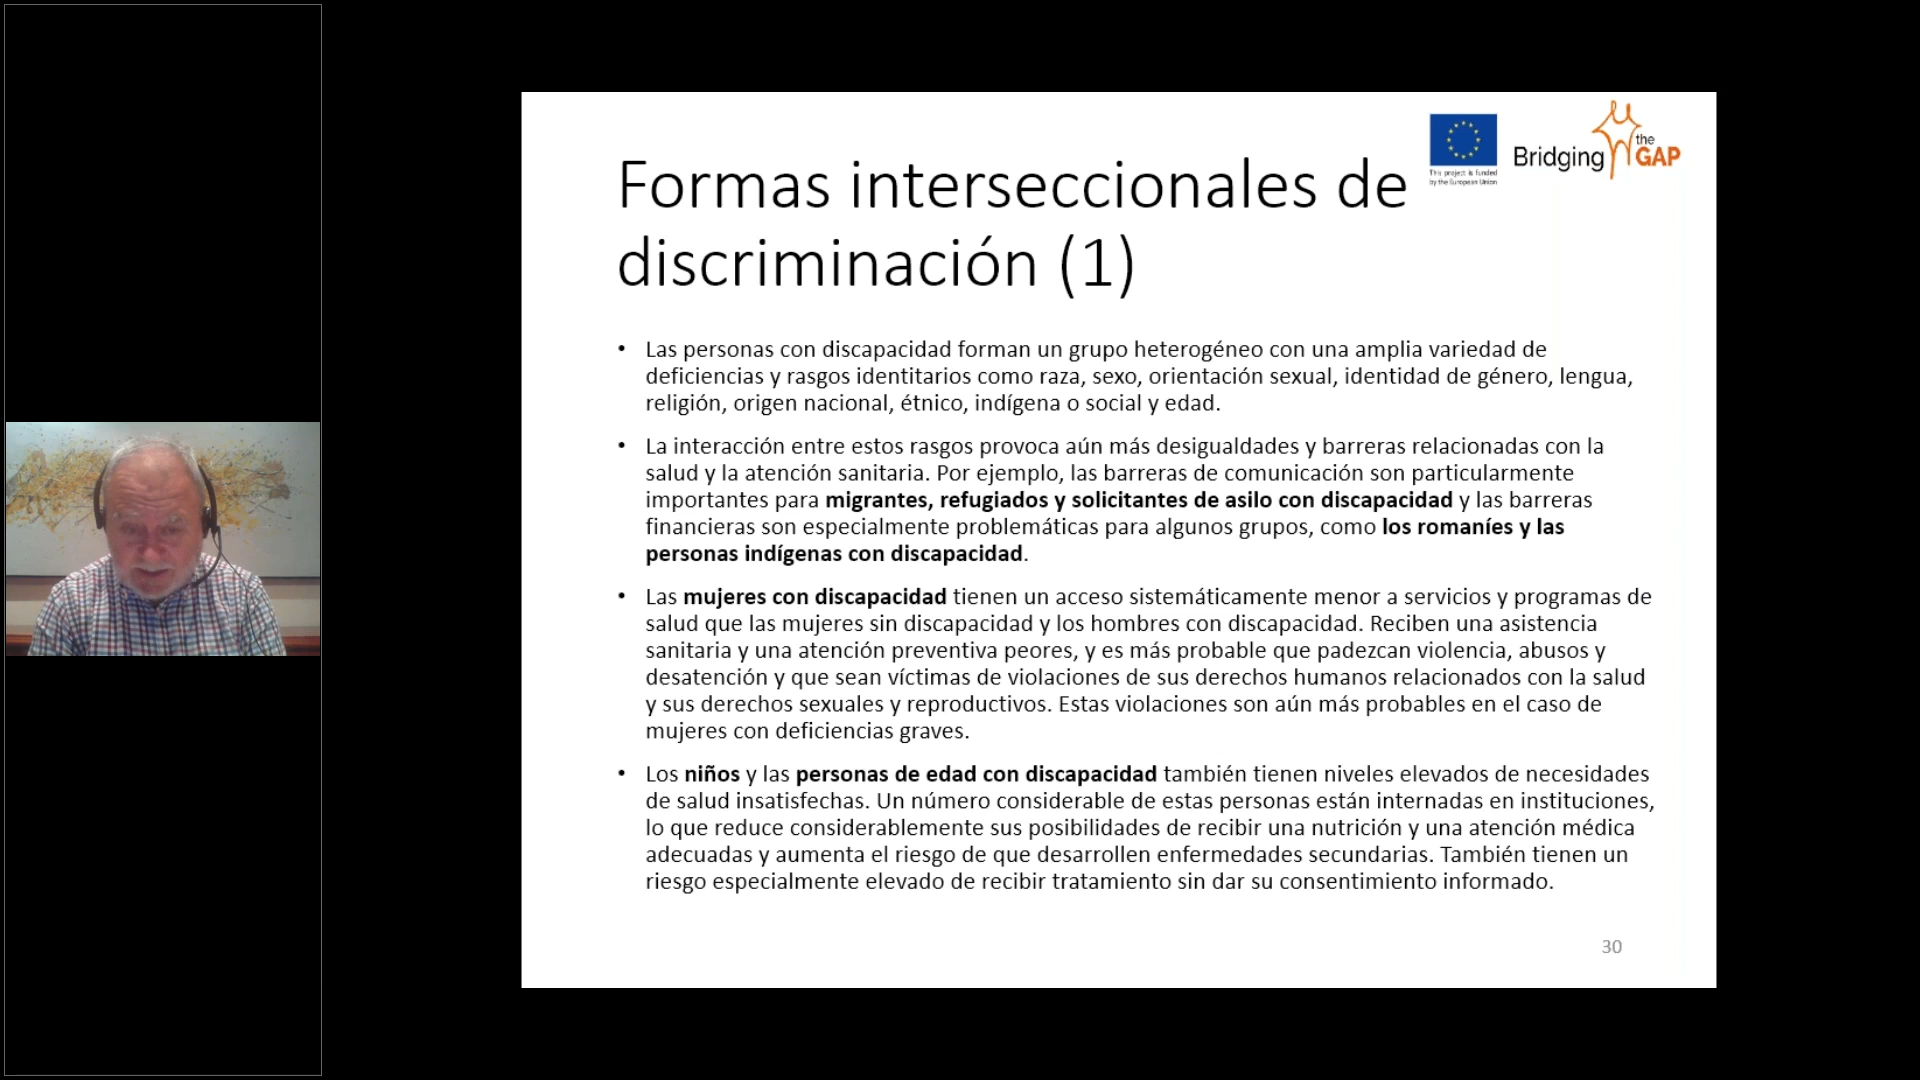 This project is funded
by the European Union
Bridging
the
GAP
Formas interseccionales de
discriminación (1)
• Las personas con discapacidad forman un grupo heterogéneo con una amplia variedad de
deficiencias y rasgos identitarios como raza, sexo, orientación sexual, identidad de género, lengua,
religión, origen nacional, étnico, indígena o social y edad.
• La interacción entre estos rasgos provoca aún más desigualdades y barreras relacionadas con la
salud y la atención sanitaria. Por ejemplo, las barreras de comunicación son particularmente
importantes para migrantes, refugiados y solicitantes de asilo con discapacidad y las barreras
financieras son especialmente problemáticas para algunos grupos, como los romaníes y las
personas indígenas con discapacidad.
• Las mujeres con discapacidad tienen un acceso sistemáticamente menor a servicios y programas de
salud que las mujeres sin discapacidad y los hombres con discapacidad. Reciben una asistencia
sanitaria y una atención preventiva peores, y es más probable que padezcan violencia, abusos y
desatención y que sean víctimas de violaciones de sus derechos humanos relacionados con la salud
y sus derechos sexuales y reproductivos. Estas violaciones son aún más probables en el caso de
mujeres con deficiencias graves.
• Los niños y las personas de edad con discapacidad también tienen niveles elevados de necesidades
de salud insatisfechas. Un número considerable de estas personas están internadas en instituciones,
lo que reduce considerablemente sus posibilidades de recibir una nutrición y una atención médica
adecuadas y aumenta el riesgo de que desarrollen enfermedades secundarias. También tienen un
riesgo especialmente elevado de recibir tratamiento sin dar su consentimiento informado.
30